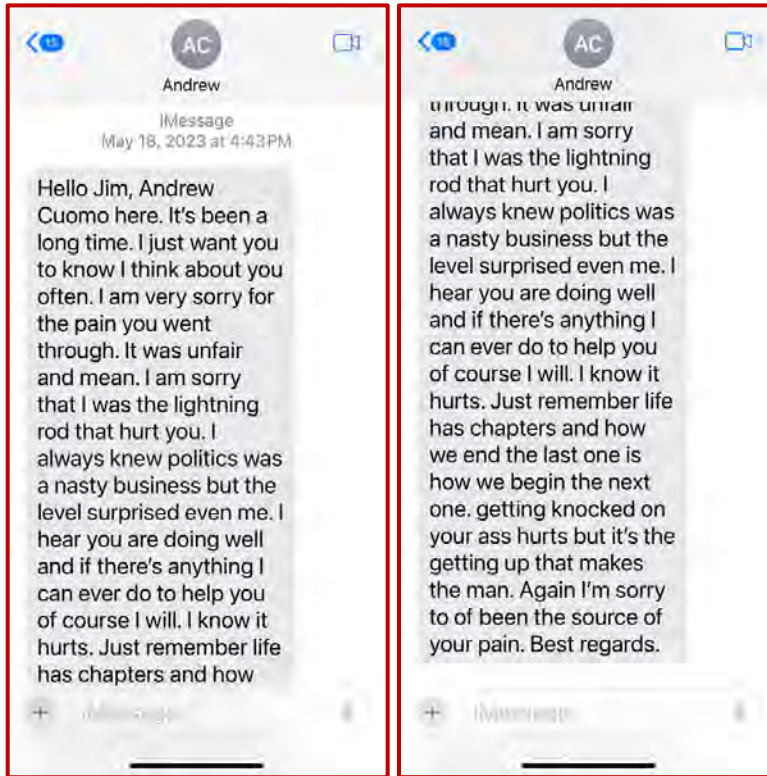 15
AC
Andrew
iMessage
May 18, 2023 at 4:43 PM
Hello Jim, Andrew
Cuomo here. It's been a
long time. I just want you
to know I think about you
often. I am very sorry for
the pain you went
through. It was unfair
and mean. I am sorry
that I was the lightning
rod that hurt you. I
always knew politics was
a nasty business but the
level surprised even me. I
hear you are doing well
and if there's anything I
can ever do to help you
of course I will. I know it
hurts. Just remember life
has chapters and how
iMessage
AC
Andrew
through. It was unfair
and mean. I am sorry
that I was the lightning
rod that hurt you. I
always knew politics was
a nasty business but the
level surprised even me. I
hear you are doing well
and if there's anything I
can ever do to help you
of course I will. I know it
hurts. Just remember life
has chapters and how
we end the last one is
how we begin the next
one. getting knocked on
your ass hurts but it's the
getting up that makes
the man. Again I'm sorry
to of been the source of
your pain. Best regards.
iMessage